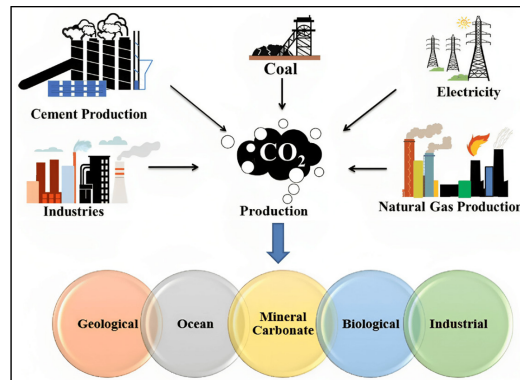 Coal
Electricity
Cement Production
CO₂
Industries
Production
Natural Gas Production
Geological
Ocean
Mineral
Carbonate
Biological
Industrial